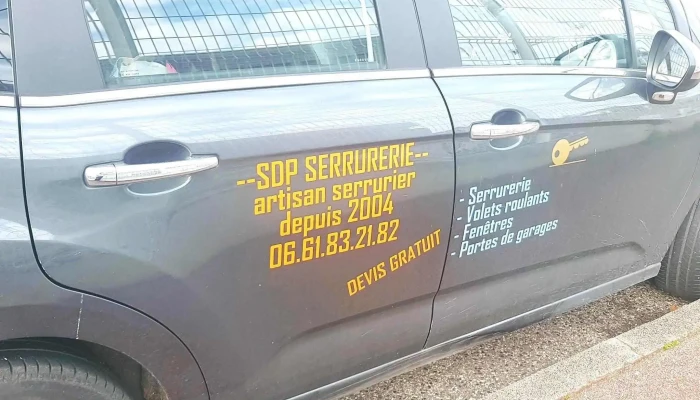 --SDP SERRURERIE--
artisan serrurier
depuis 2004
06.61.83.21.82
DEVIS GRATUIT
- Serrurerie
- Volets roulants
- Fenêtres
- Portes de garages